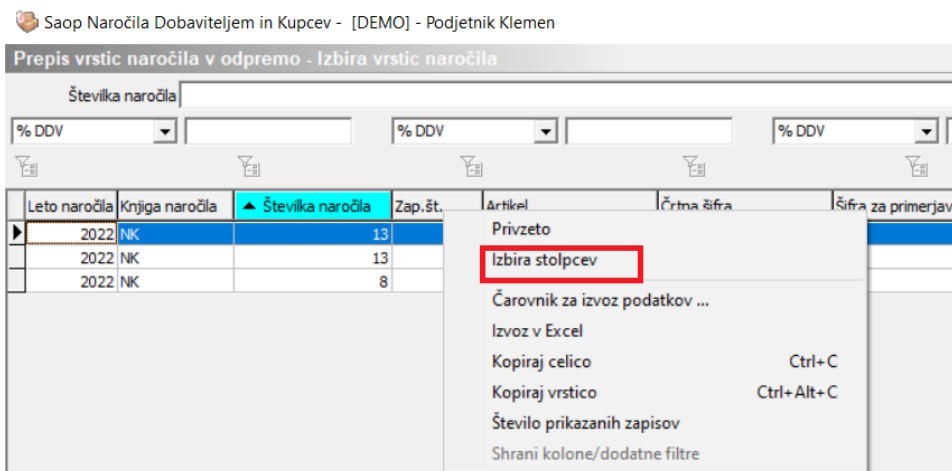 Saop Naročila Dobaviteljem in Kupcev - [DEMO] - Podjetnik Klemen
Prepis vrstic naročila v odpremo - Izbira vrstic naročila
Številka naročila
% DDV % DDV % DDV
Leto naročila Knjiga naročila Številka naročila Zap.št. Artikel Črtna šifra Šifra za primerjav
2022 NK 13
2022 NK 13
2022 NK 8
Privzeto
Izbira stolpcev
Čarovnik za izvoz podatkov ...
Izvoz v Excel
Kopiraj celico Ctrl+C
Kopiraj vrstico Ctrl+Alt+C
Število prikazanih zapisov
Shrani kolone/dodatne filtre